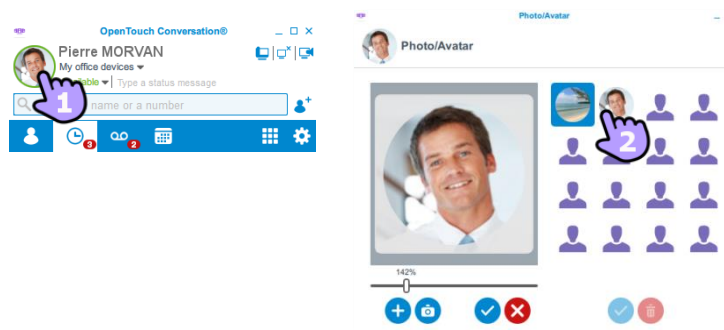 OpenTouch Conversation®
Pierre MORVAN
My office devices
Type a status message
name or a number
1
3
2
Photo/Avatar
Photo/Avatar
2
142%